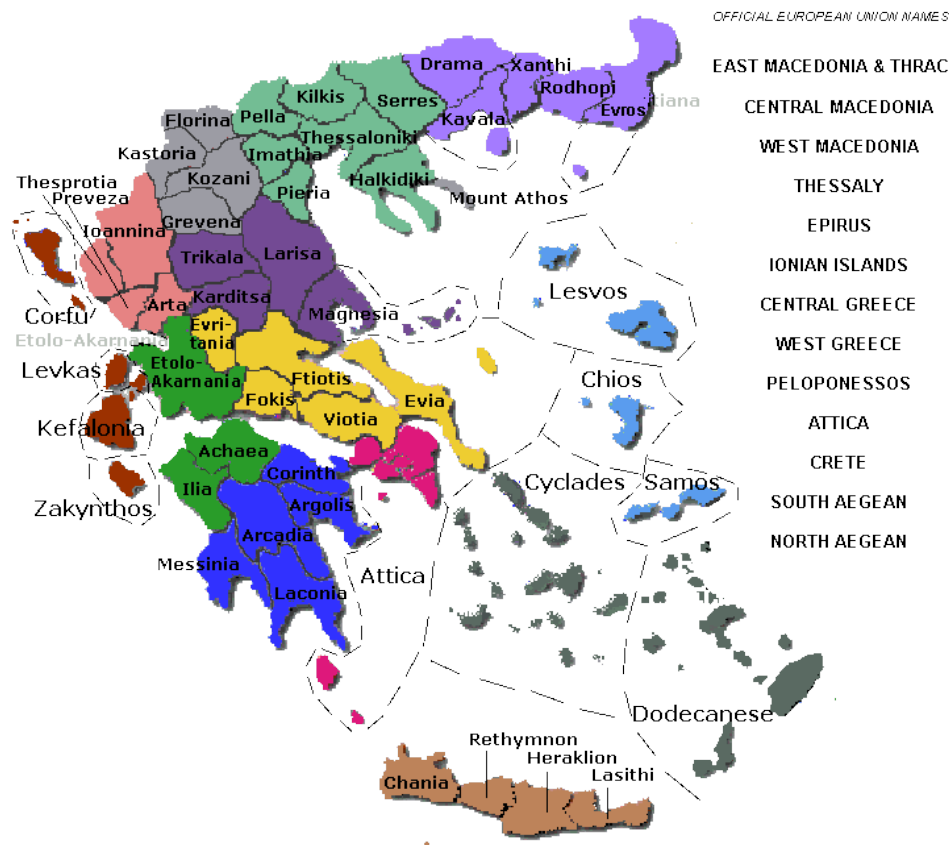 OFFICIAL EUROPEAN UNION NAMES
EAST MACEDONIA & THRAC
CENTRAL MACEDONIA
WEST MACEDONIA
THESSALY
EPIRUS
IONIAN ISLANDS
CENTRAL GREECE
WEST GREECE
PELOPONESSOS
ATTICA
CRETE
SOUTH AEGEAN
NORTH AEGEAN
Drama
Xanthi
Rodhopi
Evros
tiana
Kavala
Serres
Kilkis
Pella
Thessaloniki
Imathia
Halkidiki
Pieria
Mount Athos
Florina
Kastoria
Kozani
Grevena
Thesprotia
Preveza
Ioannina
Arta
Trikala
Larisa
Karditsa
Magnesia
Corfu
Etolo-Akarnania
Levkas
Kefalonia
Zakynthos
Evri-
tania
Etolo-
Akarnania
Ftiotis
Fokis
Viotia
Evia
Achaea
Ilia
Corinth
Argolis
Arcadia
Messinia
Laconia
Attica
Lesvos
Chios
Samos
Cyclades
Dodecanese
Rethymnon
Heraklion
Lasithi
Chania